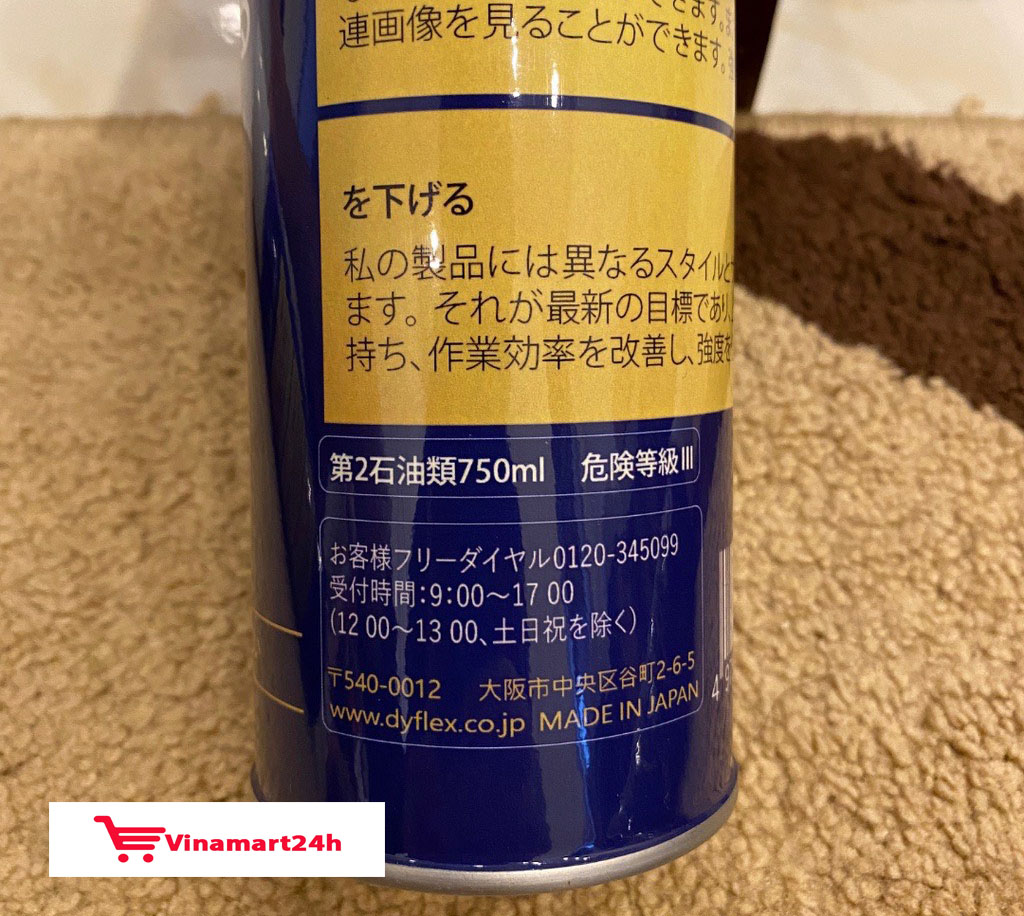 連画像を見ることができます。
を下げる
私の製品には異なるスタイルと
ます。それが最新の目標であり、
持ち、作業効率を改善し、強度を
第2石油類750ml 危険等級Ⅲ
お客様フリーダイヤル0120-345099
受付時間:9:00～17 00
(12 00～13 00、土日祝を除く)
〒540-0012 大阪市中央区谷町2-6-5
www.dyflex.co.jp MADE IN JAPAN
Vinamart24h